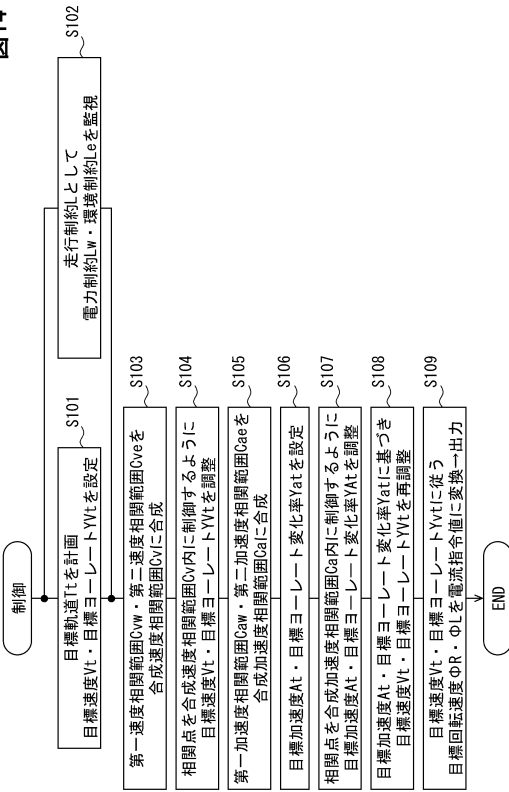 図14
制御
S101
目標軌道Ttを計画
目標速度Vt・目標ヨーレートYVtを設定
S102
走行制約Lとして
電力制約Lw・環境制約Leを監視
S103
第一速度相関範囲Cvw・第二速度相関範囲Cveを
合成速度相関範囲Cvに合成
S104
相関点を合成速度相関範囲Cv内に制御するように
目標速度Vt・目標ヨーレートYVtを調整
S105
第一加速度相関範囲Caw・第二加速度相関範囲Caeを
合成加速度相関範囲Caに合成
S106
目標加速度At・目標ヨーレート変化率Yatを設定
S107
相関点を合成加速度相関範囲Ca内に制御するように
目標加速度At・目標ヨーレート変化率YAtを調整
S108
目標加速度At・目標ヨーレート変化率Yatに基づき
目標速度Vt・目標ヨーレートYVtを再調整
S109
目標速度Vt・目標ヨーレートYvtに従う
目標回転速度ΦR・ΦLを電流指令値に変換→出力
END